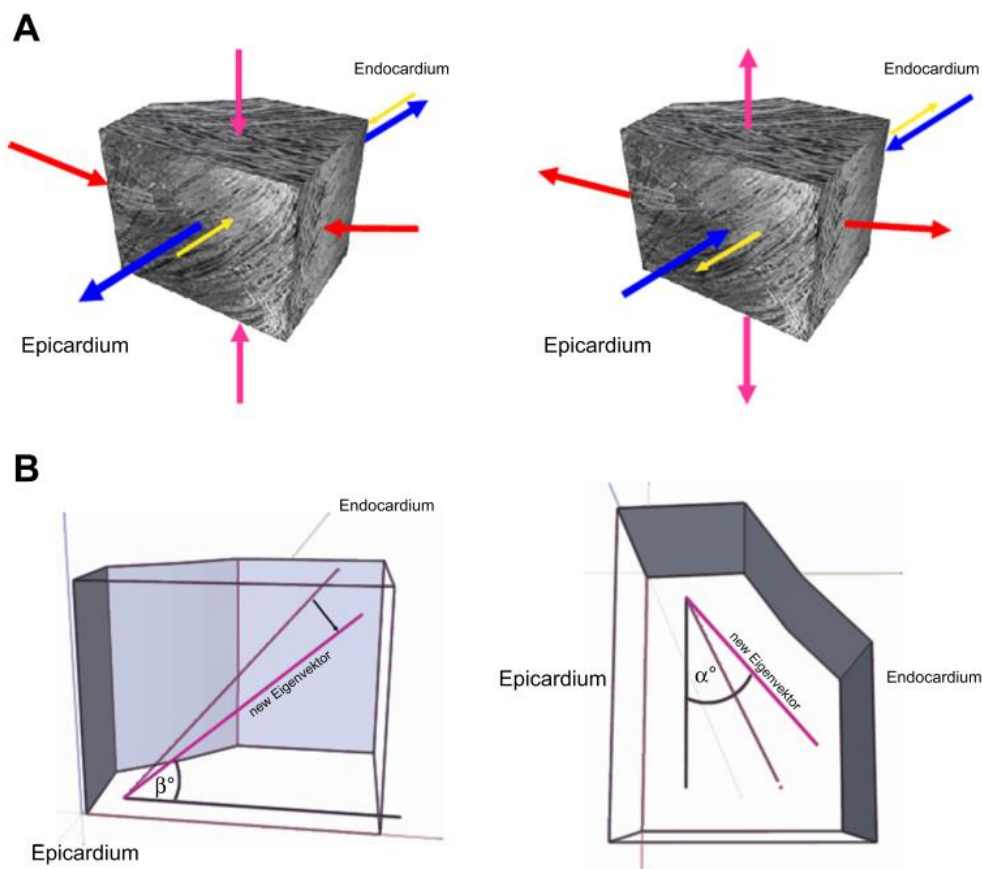 A
Endocardium
Endocardium
Epicardium
Epicardium
B
Endocardium
new Eigenvektor
β°
Epicardium
Epicardium
α°
new Eigenvektor
Endocardium